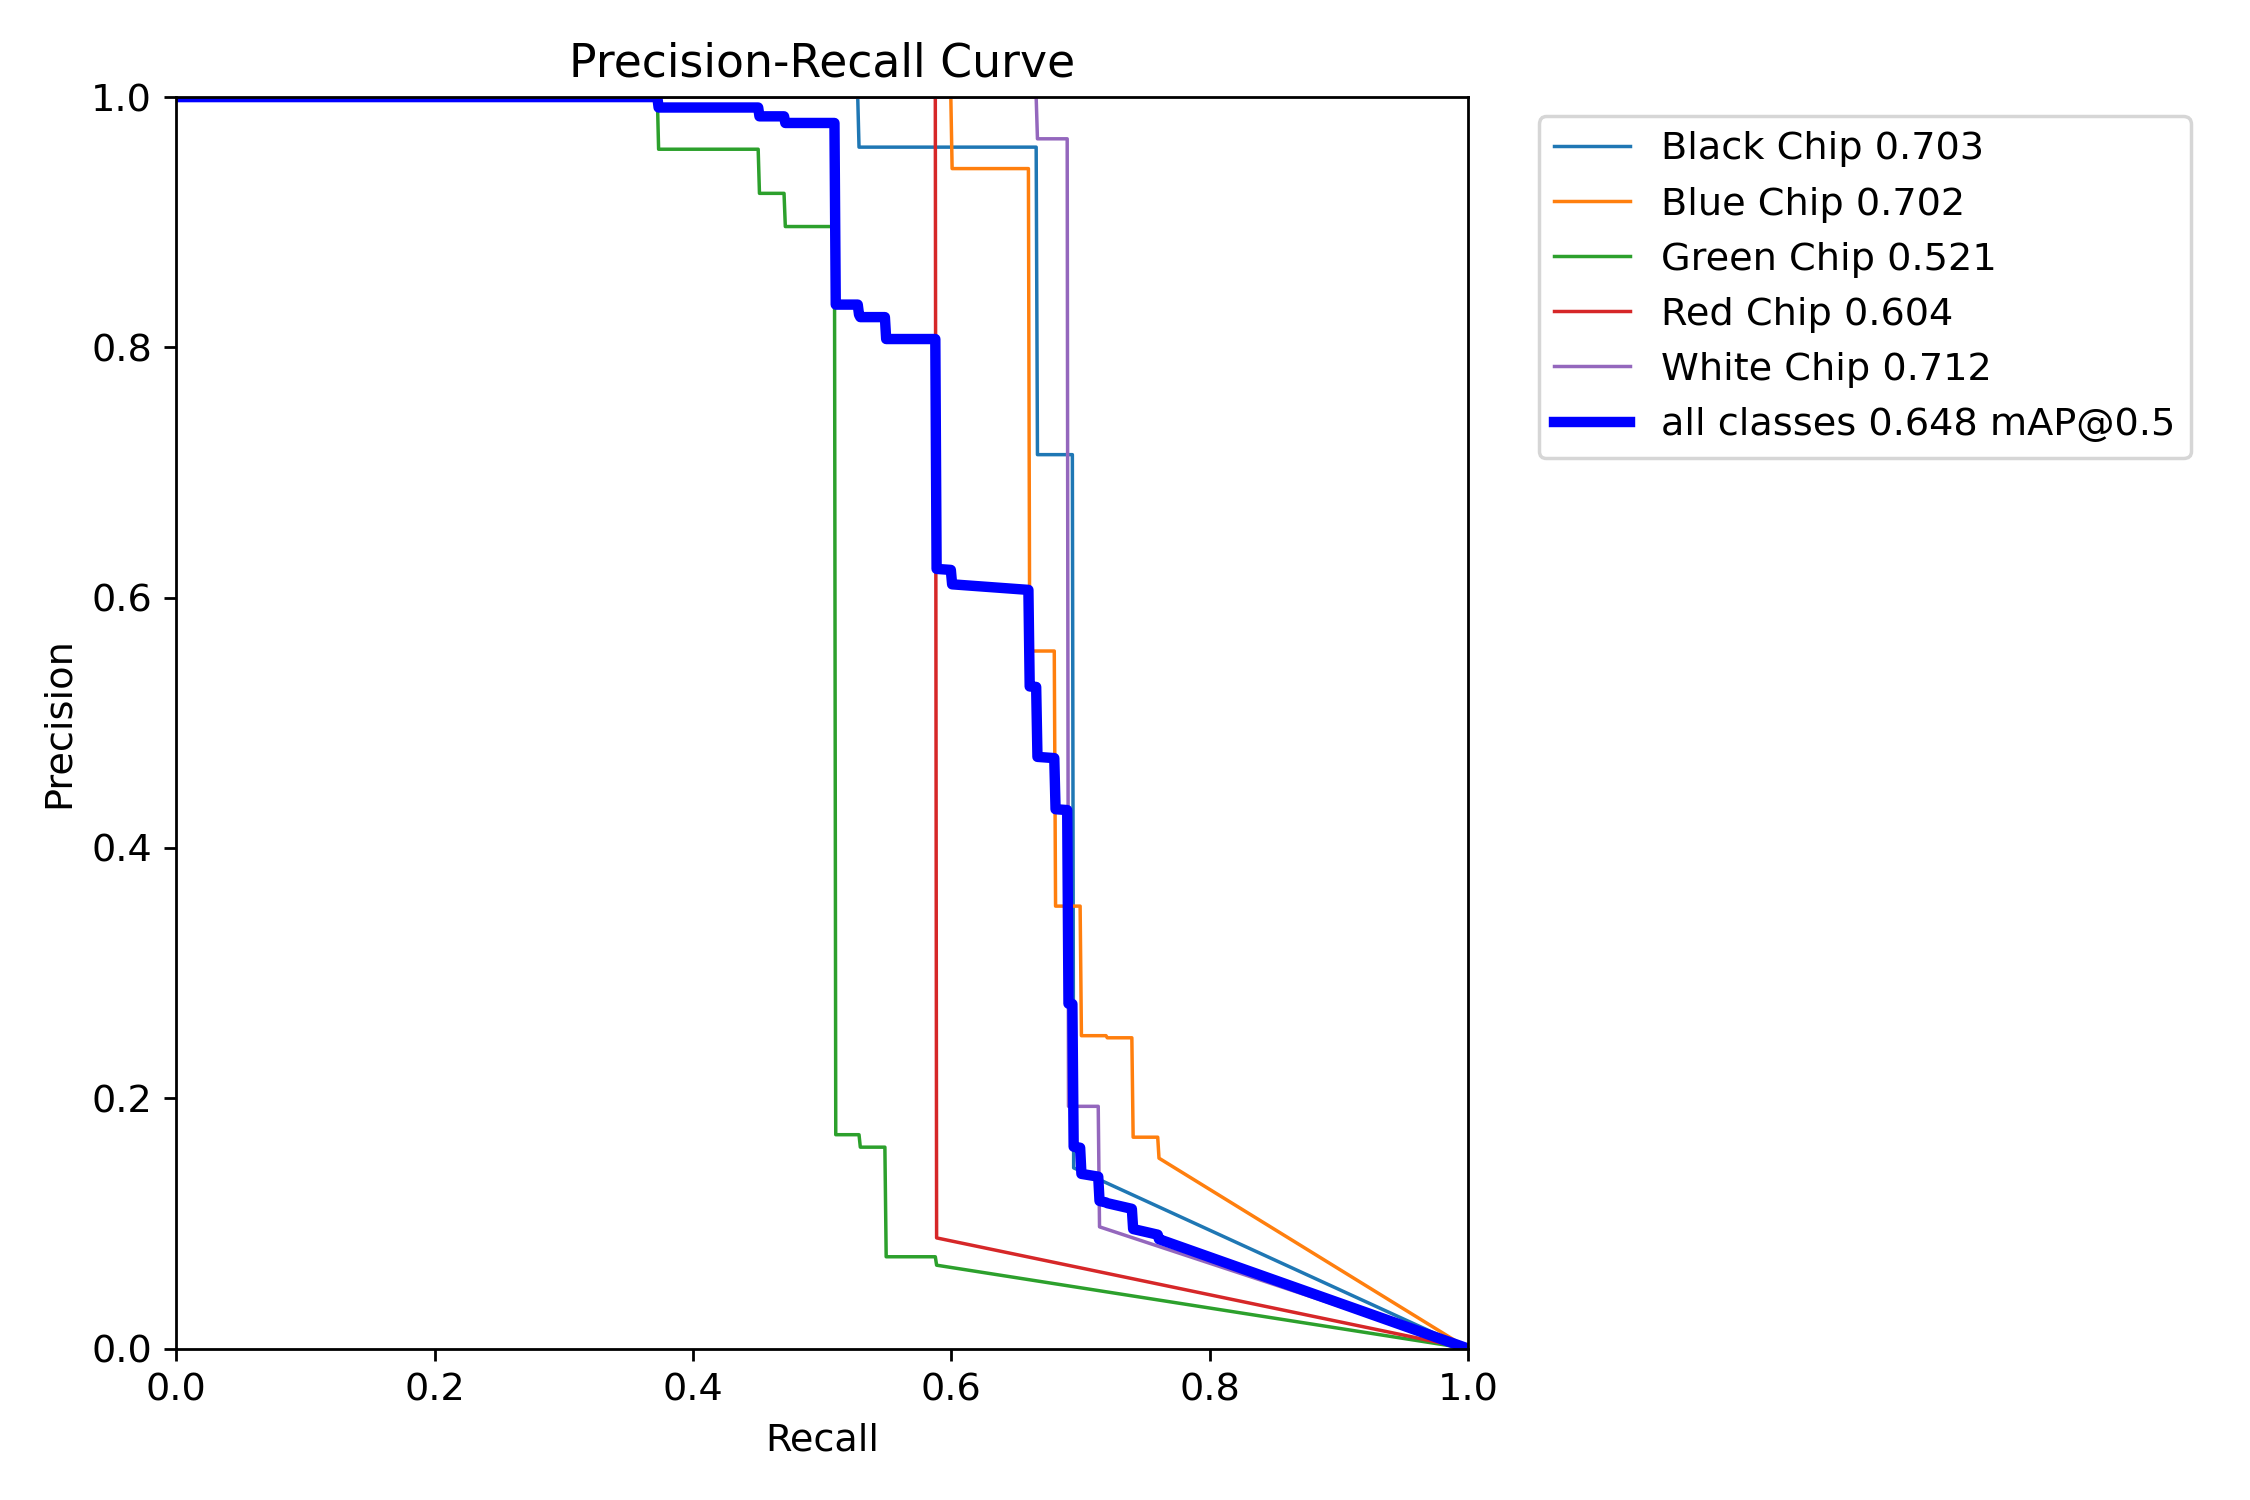 Precision-Recall Curve
1.0
0.8
0.6
0.4
0.2
0.0
Precision
0.0 0.2 0.4 0.6 0.8 1.0
Recall
Black Chip 0.703
Blue Chip 0.702
Green Chip 0.521
Red Chip 0.604
White Chip 0.712
all classes 0.648 mAP@0.5